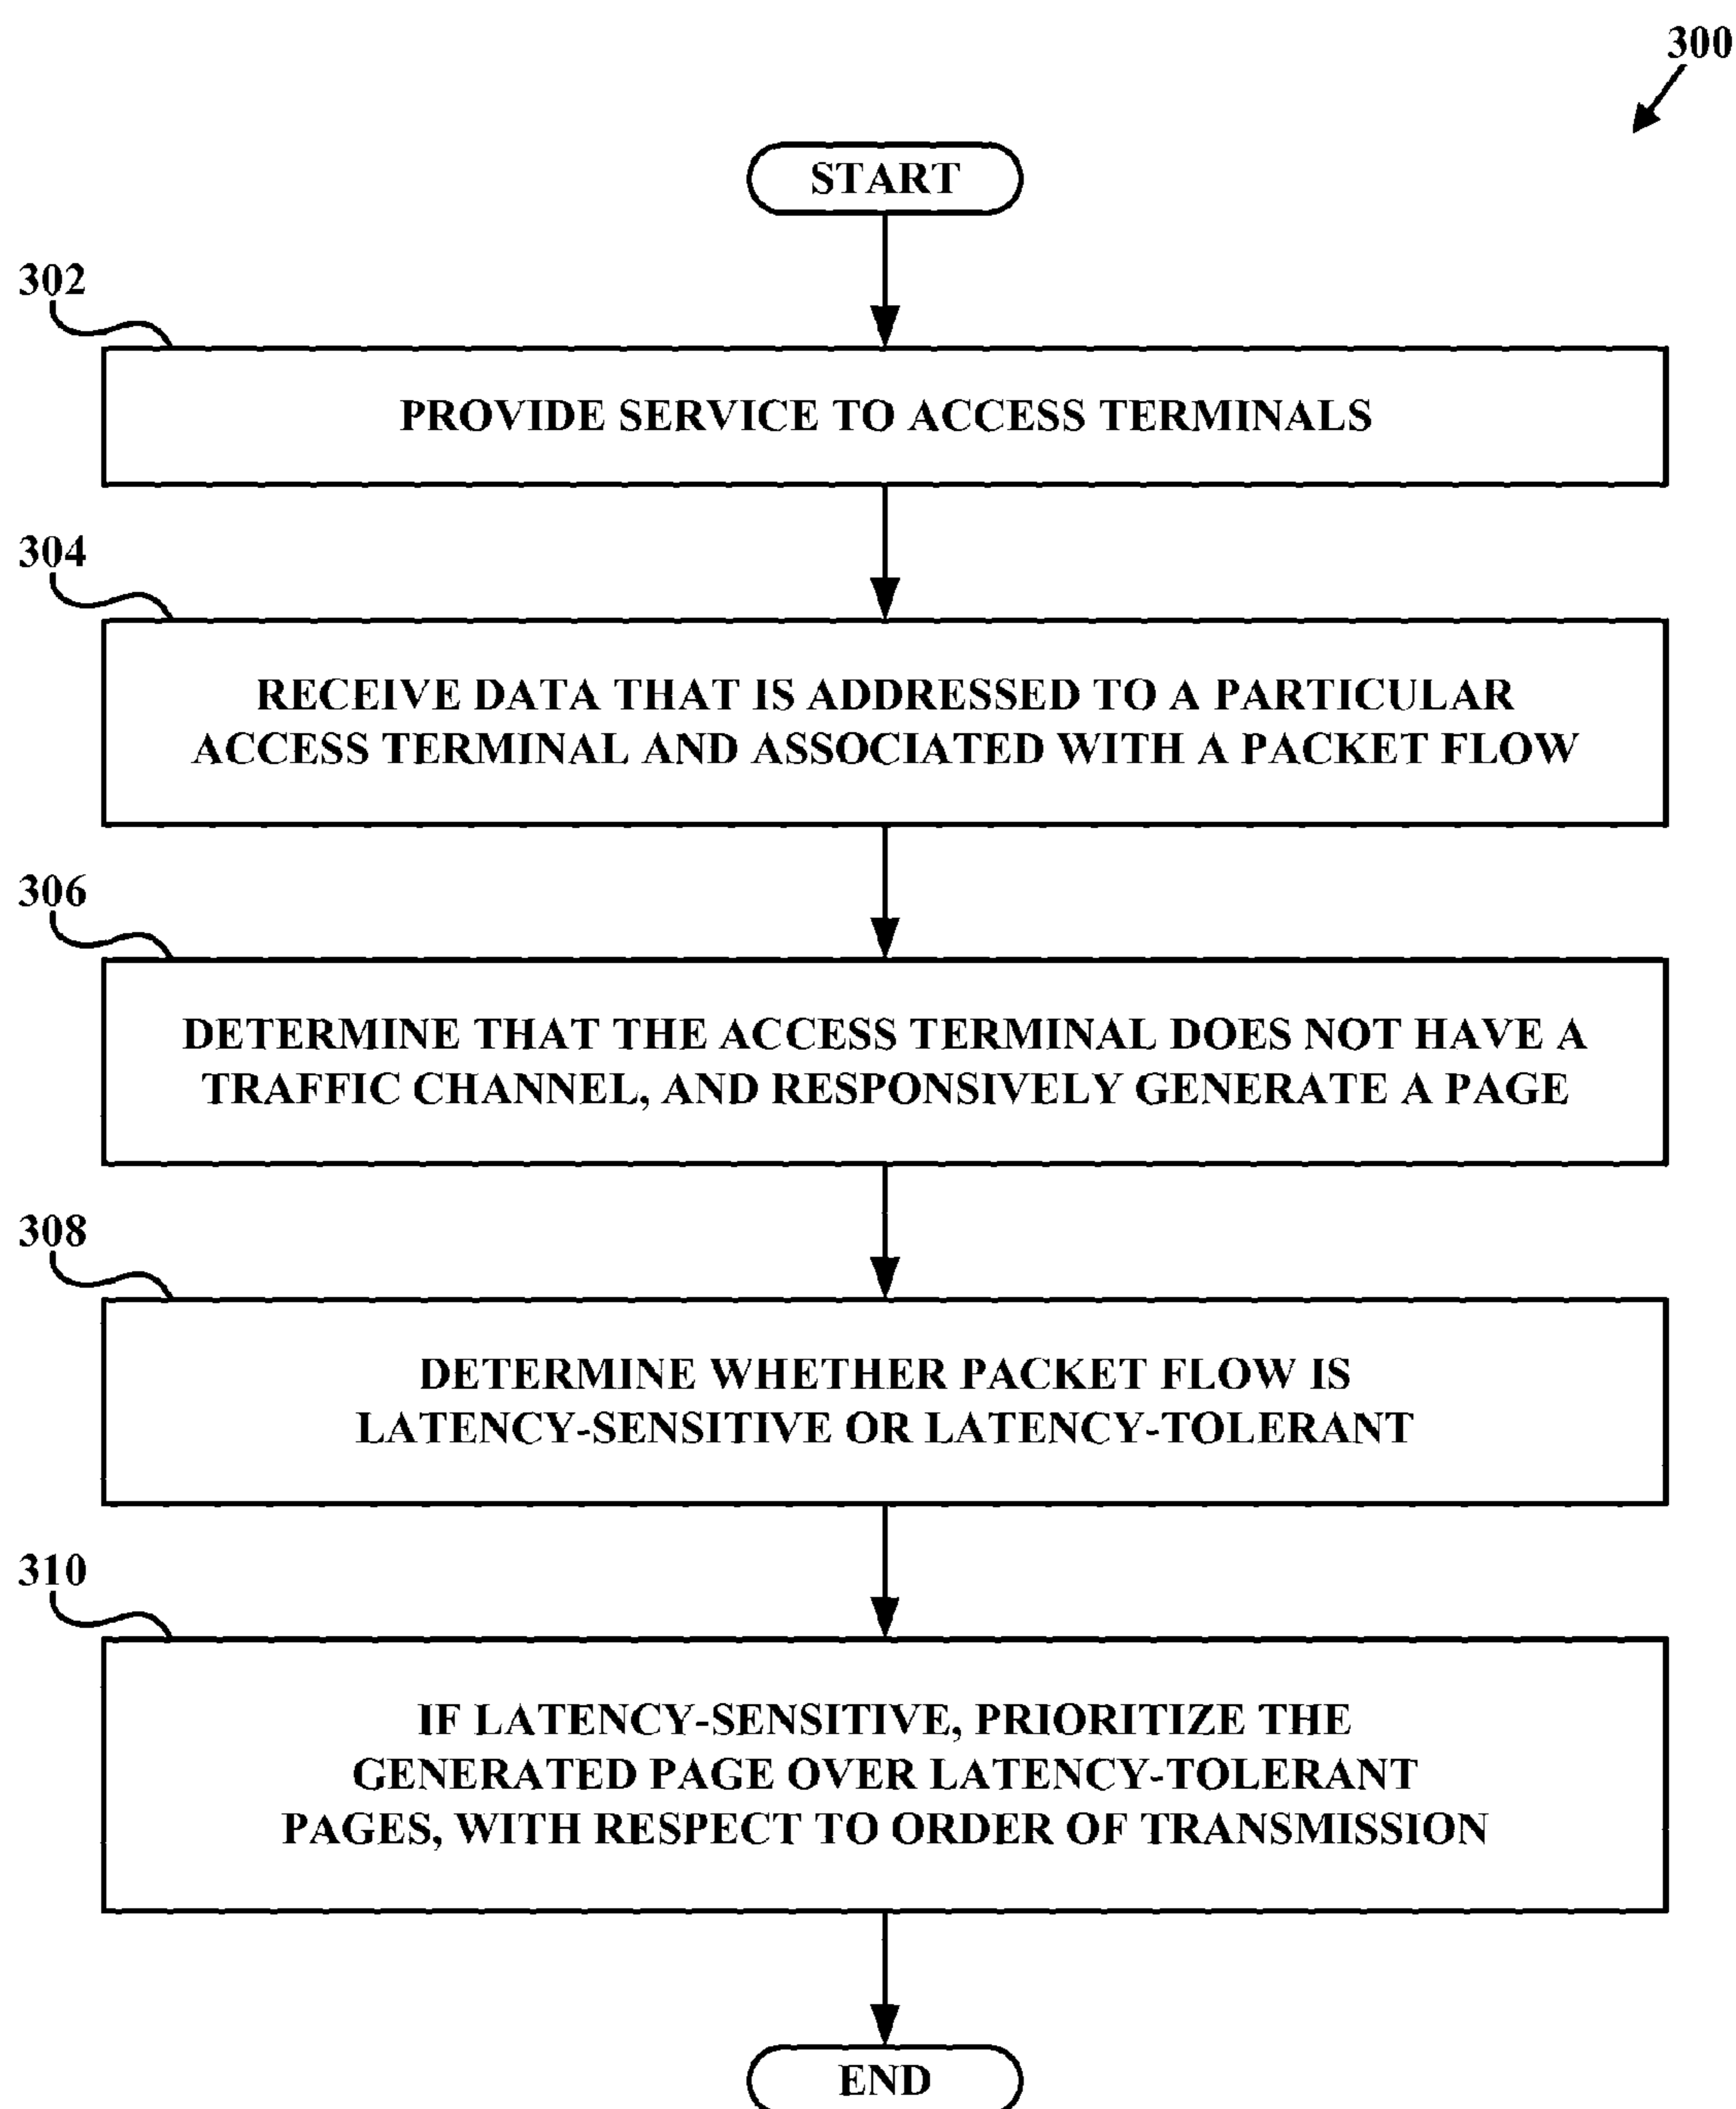 300
START
302
PROVIDE SERVICE TO ACCESS TERMINALS
304
RECEIVE DATA THAT IS ADDRESSED TO A PARTICULAR
ACCESS TERMINAL AND ASSOCIATED WITH A PACKET FLOW
306
DETERMINE THAT THE ACCESS TERMINAL DOES NOT HAVE A
TRAFFIC CHANNEL, AND RESPONSIVELY GENERATE A PAGE
308
DETERMINE WHETHER PACKET FLOW IS
LATENCY-SENSITIVE OR LATENCY-TOLERANT
310
IF LATENCY-SENSITIVE, PRIORITIZE THE
GENERATED PAGE OVER LATENCY-TOLERANT
PAGES, WITH RESPECT TO ORDER OF TRANSMISSION
END